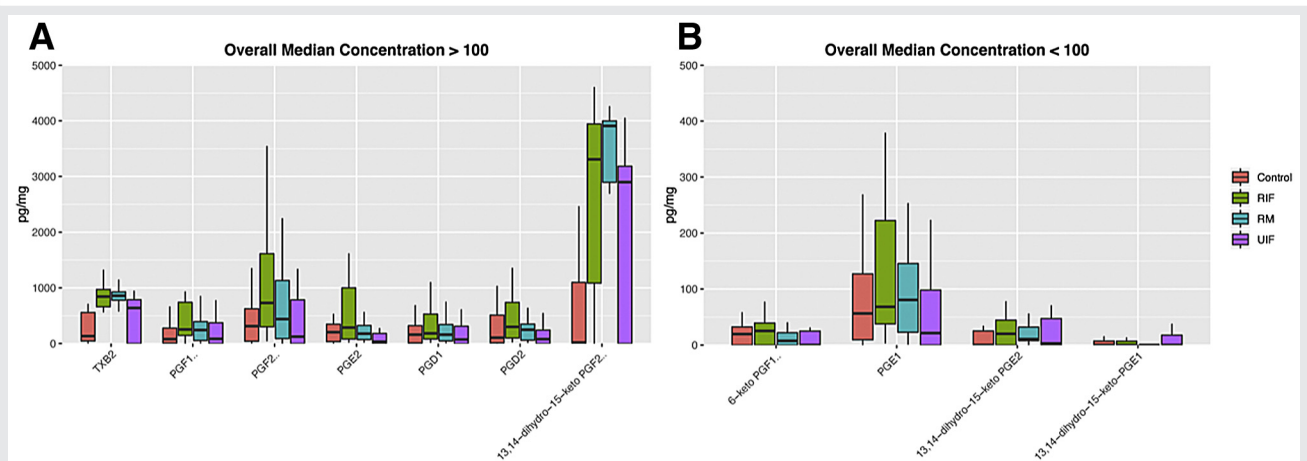 A
Overall Median Concentration > 100
5000
4000
3000
2000
1000
0
pg/mg
TXB2
PGF1..
PGF2..
PGE2
PGD1
PGD2
13,14-dihydro-15-keto PGF2..
B
Overall Median Concentration < 100
500
400
300
200
100
0
pg/mg
6-keto PGF1..
PGE1
13,14-dihydro-15-keto PGE2
13,14-dihydro-15-keto-PGE1
Control
RIF
RM
UIF